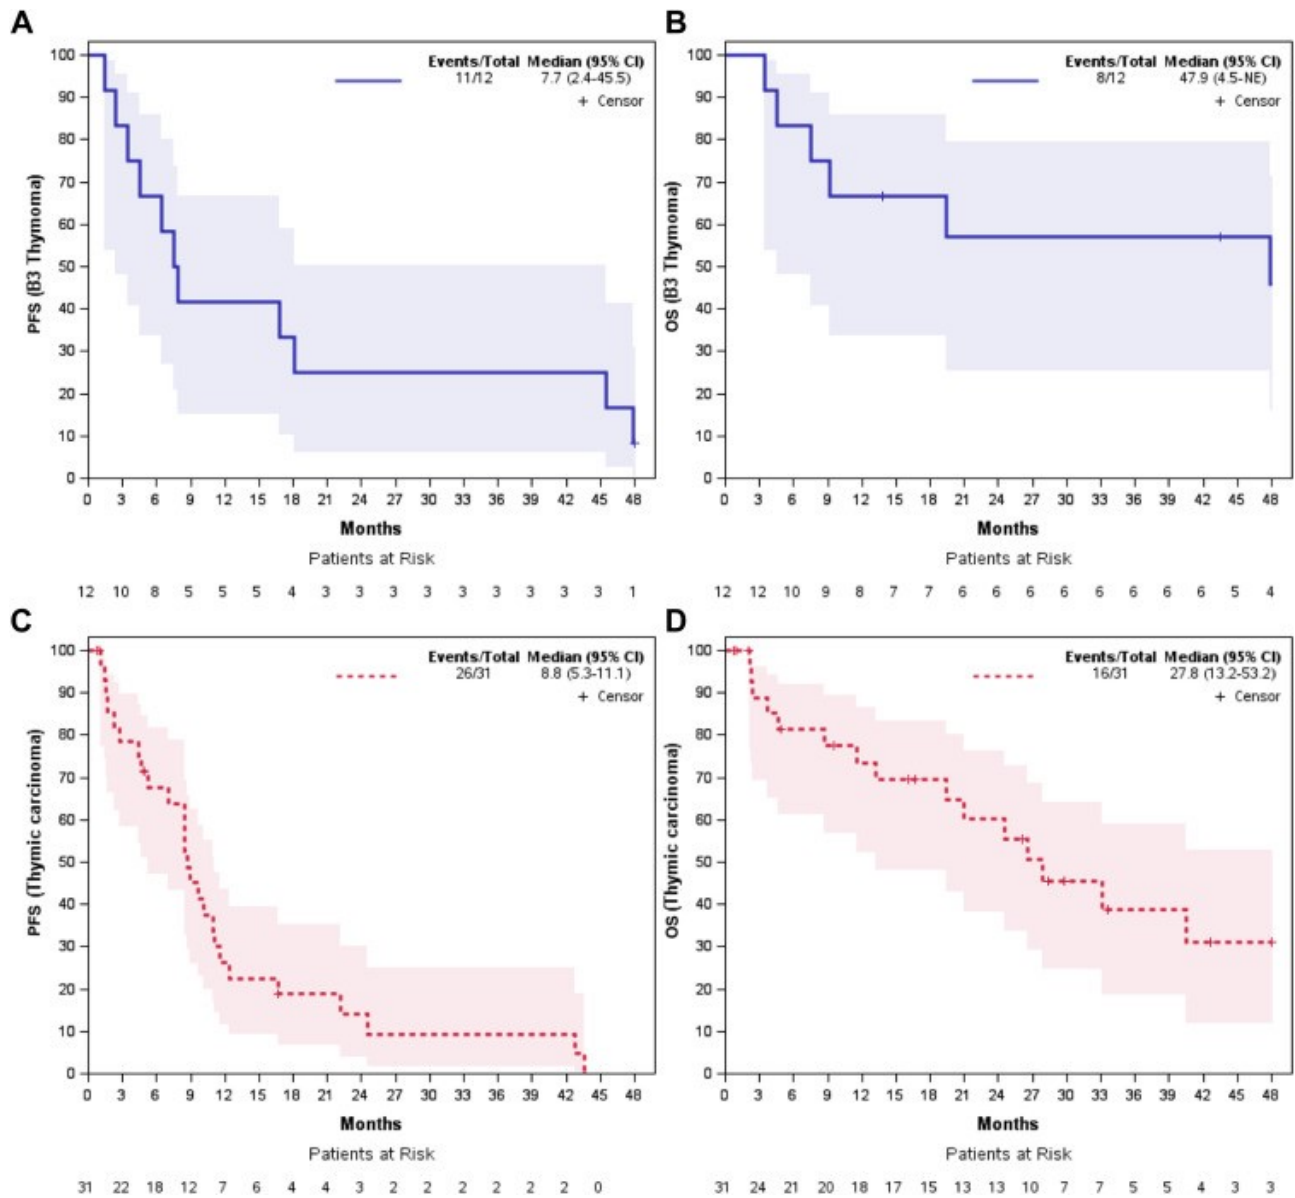 A
PFS (B3 Thymoma)
100
90
80
70
60
50
40
30
20
10
0
Events/Total Median (95% CI)
11/12 7.7 (2.4-45.5)
+ Censor
0 3 6 9 12 15 18 21 24 27 30 33 36 39 42 45 48
Months
Patients at Risk
12 10 8 5 5 5 4 3 3 3 3 3 3 3 3 3 1
B
OS (B3 Thymoma)
100
90
80
70
60
50
40
30
20
10
0
Events/Total Median (95% CI)
8/12 47.9 (4.5-NE)
+ Censor
0 3 6 9 12 15 18 21 24 27 30 33 36 39 42 45 48
Months
Patients at Risk
12 12 10 9 8 7 7 6 6 6 6 6 6 6 6 5 4
C
PFS (Thymic carcinoma)
100
90
80
70
60
50
40
30
20
10
0
Events/Total Median (95% CI)
26/31 8.8 (5.3-11.1)
+ Censor
0 3 6 9 12 15 18 21 24 27 30 33 36 39 42 45 48
Months
Patients at Risk
31 22 18 12 7 6 4 4 3 2 2 2 2 2 2 0
D
OS (Thymic carcinoma)
100
90
80
70
60
50
40
30
20
10
0
Events/Total Median (95% CI)
16/31 27.8 (13.2-53.2)
+ Censor
0 3 6 9 12 15 18 21 24 27 30 33 36 39 42 45 48
Months
Patients at Risk
31 24 21 20 18 17 15 13 13 10 7 7 5 5 4 3 3